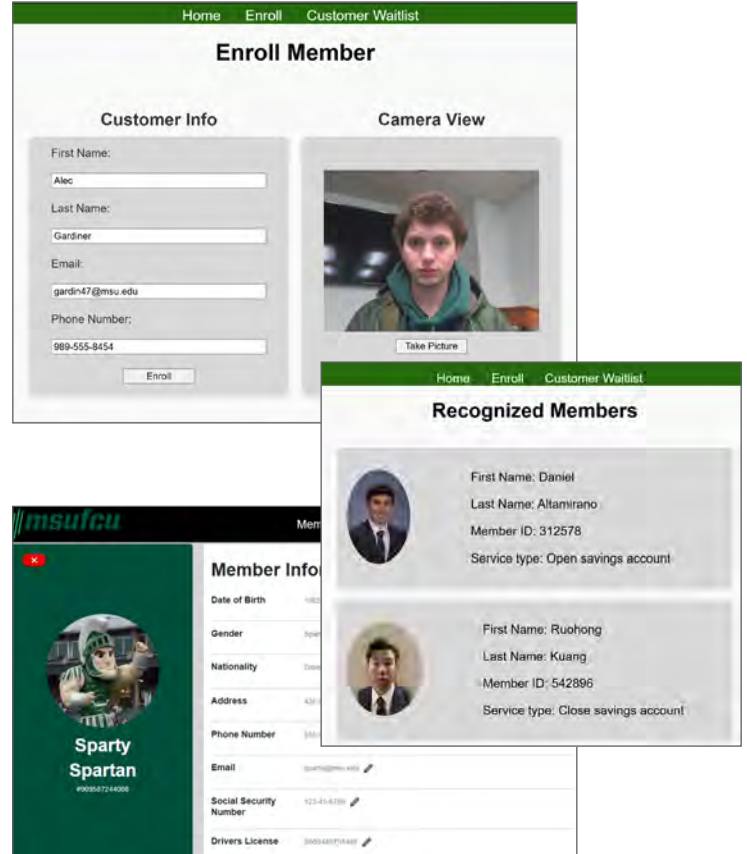 Home Enroll Customer Waitlist
Enroll Member
Customer Info
Camera View
First Name:
Alec
Last Name:
Gardiner
Email:
gardin47@msu.edu
Phone Number:
989-555-8454
Enroll
Take Picture
Home Enroll Customer Waitlist
Recognized Members
First Name: Daniel
Last Name: Altamirano
Member ID: 312578
Service type: Open savings account
First Name: Ruohong
Last Name: Kuang
Member ID: 542896
Service type: Close savings account
msufcu
Mem
Member Infor
Date of Birth
Gender
Nationality
Address
Phone Number
Email
Social Security
Number
Drivers License
Sparty
Spartan